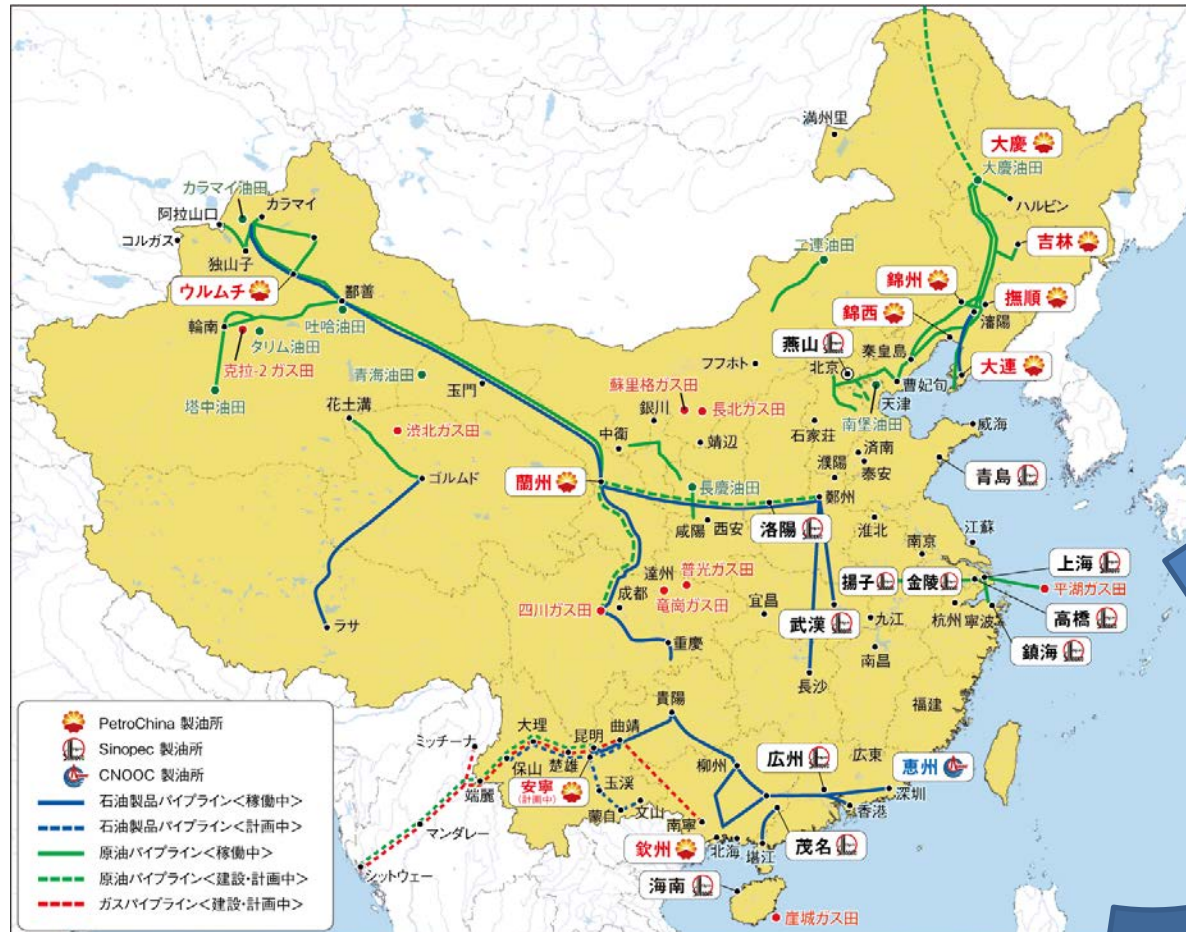 満州里
大慶
大慶油田
ハルビン
カラマイ油田
カラマイ
阿拉山口
コルガス
独山子
吉林
二連油田
ウルムチ
鄯善
錦州
撫順
瀋陽
錦西
輪南
吐哈油田
タリム油田
克拉-2 ガス田
燕山
北京
秦皇島
フフホト
大連
青海油田
玉門
蘇里格ガス田
曹妃甸
天津
塔中油田
花土溝
銀川
長北ガス田
南堡油田
威海
渋北ガス田
中衛
靖辺
石家荘
済南
濮陽
泰安
青島
ゴルムド
蘭州
長慶油田
鄭州
咸陽
西安
洛陽
淮北
江蘇
南京
達州
普光ガス田
揚子
金陵
上海
平湖ガス田
四川ガス田
成都
竜崗ガス田
宜昌
武漢
九江
杭州
寧波
高橋
ラサ
重慶
南昌
鎮海
長沙
貴陽
福建
PetroChina 製油所
Sinopec 製油所
CNOOC 製油所
石油製品パイプライン<稼働中>
石油製品パイプライン<計画中>
原油パイプライン<稼働中>
原油パイプライン<建設・計画中>
ガスパイプライン<建設・計画中>
ミッチーナ
大理
昆明
曲靖
保山
楚雄
柳州
広州
広東
恵州
端麗
安寧
(計画中)
玉渓
深圳
香港
マンダレー
蒙自
文山
南寧
シットウェー
欽州
北海
堪江
茂名
海南
崖城ガス田